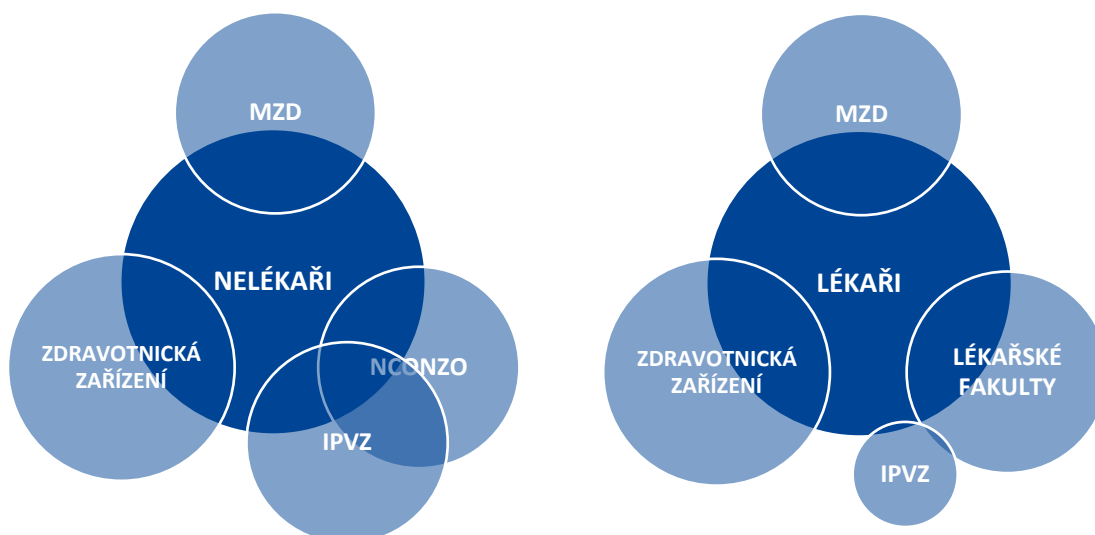 MZD
NELÉKAŘI
ZDRAVOTNICKÁ
ZAŘÍZENÍ
NCONZO
IPVZ
MZD
LÉKAŘI
ZDRAVOTNICKÁ
ZAŘÍZENÍ
LÉKAŘSKÉ
FAKULTY
IPVZ